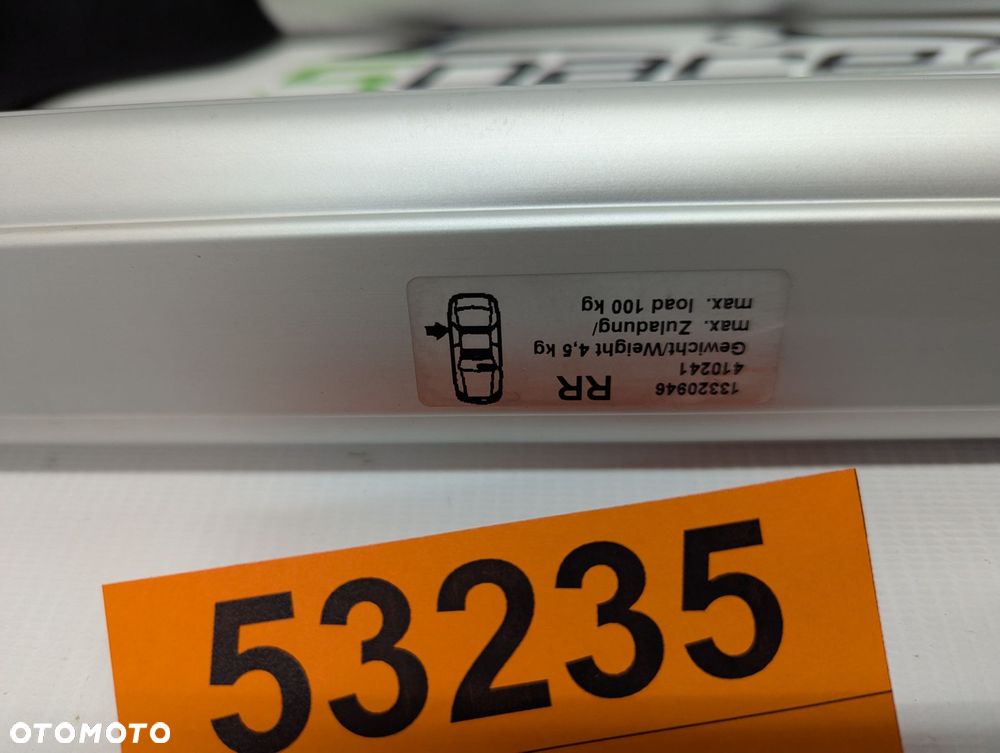 13320946 RR
410241
Gewicht/Weight 4,5 kg
max. Zuladung/
max. load 100 kg
53235
OTOMOTO